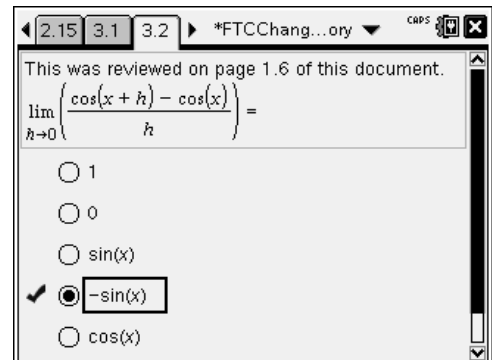 2.15 3.1 3.2 *FTCChang...ory CAPS
This was reviewed on page 1.6 of this document.
lim h→0 (cos(x + h) − cos(x) / h) =
1
0
sin(x)
−sin(x)
cos(x)